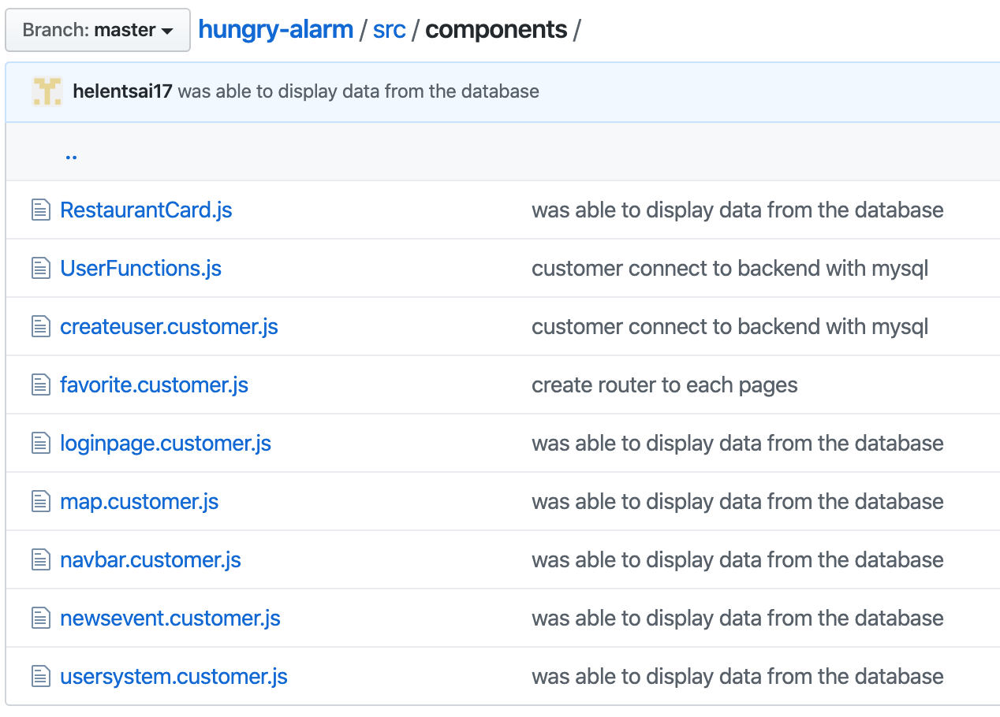 Branch: master hungry-alarm / src / components /
helentsai17 was able to display data from the database
..
RestaurantCard.js was able to display data from the database
UserFunctions.js customer connect to backend with mysql
createuser.customer.js customer connect to backend with mysql
favorite.customer.js create router to each pages
loginpage.customer.js was able to display data from the database
map.customer.js was able to display data from the database
navbar.customer.js was able to display data from the database
newsevent.customer.js was able to display data from the database
usersystem.customer.js was able to display data from the database